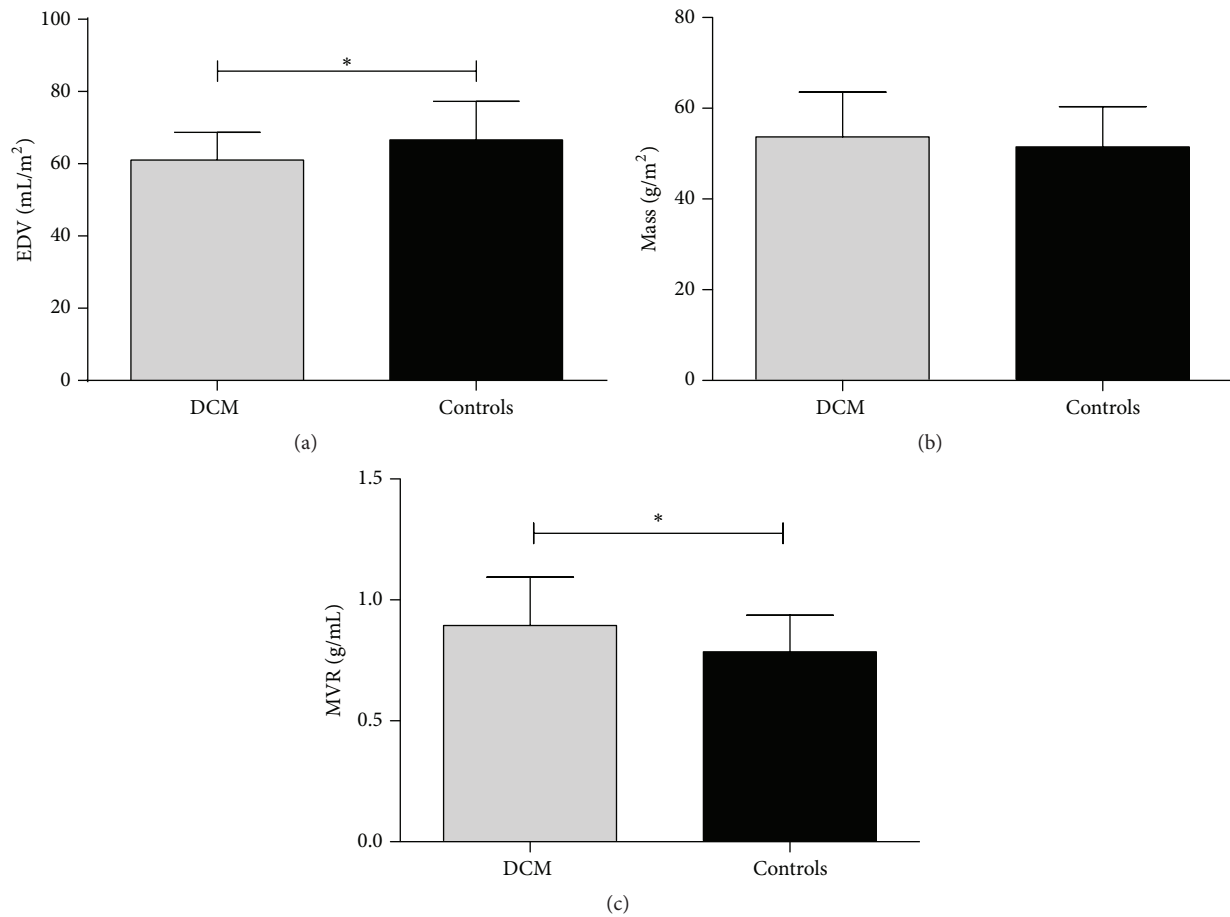 100
80
60
40
20
0
EDV (mL/m²)
*
DCM
Controls
(a)
80
60
40
20
0
Mass (g/m²)
DCM
Controls
(b)
1.5
1.0
0.5
0.0
MVR (g/mL)
*
DCM
Controls
(c)